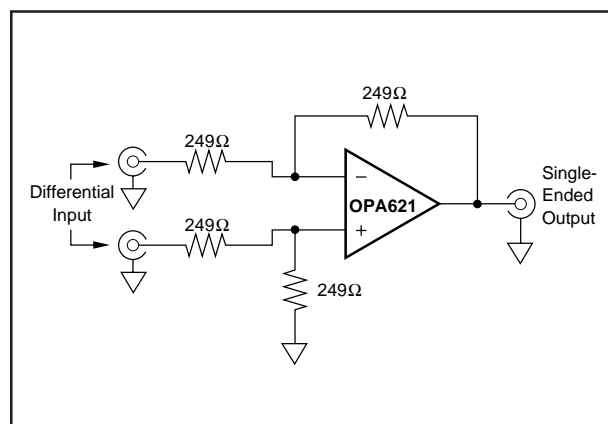 249Ω
249Ω
Differential
Input
−
OPA621
+
Single-
Ended
Output
249Ω
249Ω